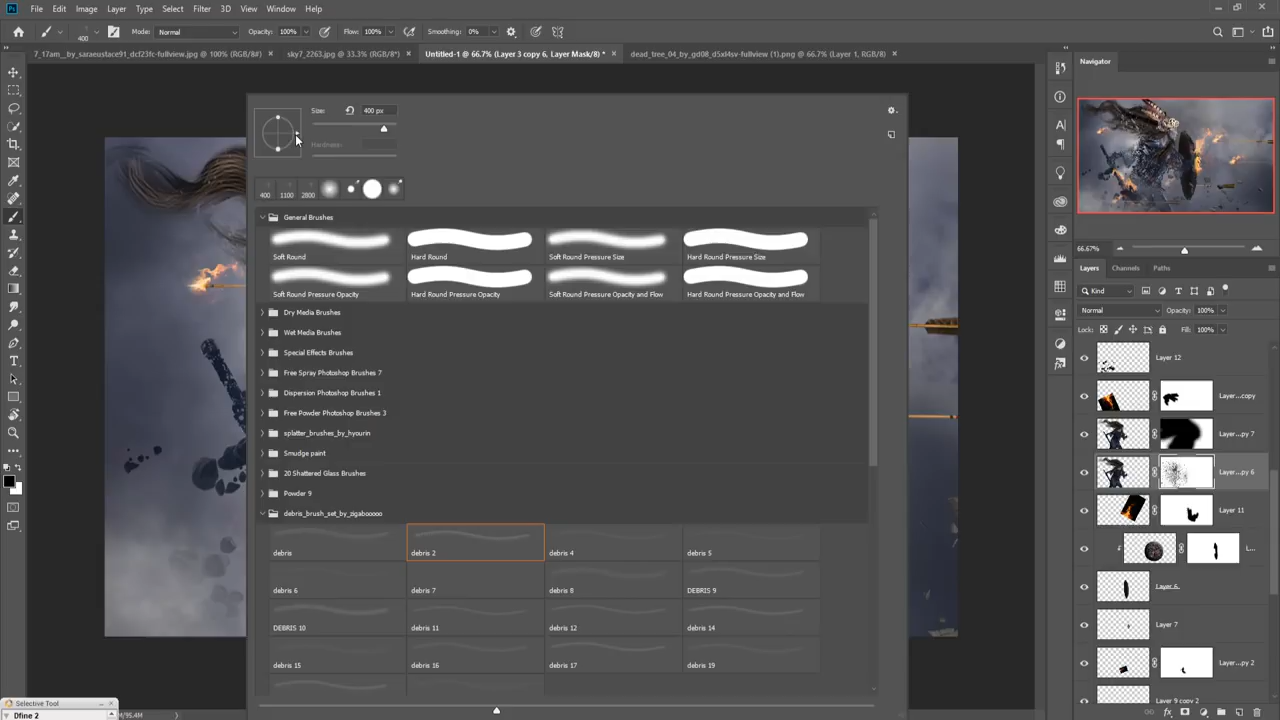 Ps File Edit Image Layer Type Select Filter 3D View Window Help
400 Mode: Normal Opacity: 100% Flow: 100% Smoothing: 0%
7_17am__by_saraeustace91_dcf23fc-fullview.jpg @ 100% (RGB/8#) × sky7_2263.jpg @ 33.3% (RGB/8*) × Untitled-1 @ 66.7% (Layer 3 copy 6, Layer Mask/8) * × dead_tree_04_by_gd08_d5xl4sv-fullview (1).png @ 66.7% (Layer 1, RGB/8) ×
Navigator
Size: 400 px
Hardness:
400 1100 2800
General Brushes
Soft Round Hard Round Soft Round Pressure Size Hard Round Pressure Size
Soft Round Pressure Opacity Hard Round Pressure Opacity Soft Round Pressure Opacity and Flow Hard Round Pressure Opacity and Flow
Dry Media Brushes
Wet Media Brushes
Special Effects Brushes
Free Spray Photoshop Brushes 7
Dispersion Photoshop Brushes 1
Free Powder Photoshop Brushes 3
splatter_brushes_by_hyourin
Smudge paint
20 Shattered Glass Brushes
Powder 9
debris_brush_set_by_zigabooooo
debris debris 2 debris 4 debris 5
debris 6 debris 7 debris 8 DEBRIS 9
DEBRIS 10 debris 11 debris 12 debris 14
debris 15 debris 16 debris 17 debris 19
66.67%
Layers Channels Paths
Kind
Normal Opacity: 100%
Lock: Fill: 100%
Layer 12
Layer...copy
Layer...py 7
Layer...py 6
Layer 11
L...
Layer 6
Layer 7
Layer...py 2
Layer 9 copy 2
Selective Tool
Dfine 2
M/95.4M